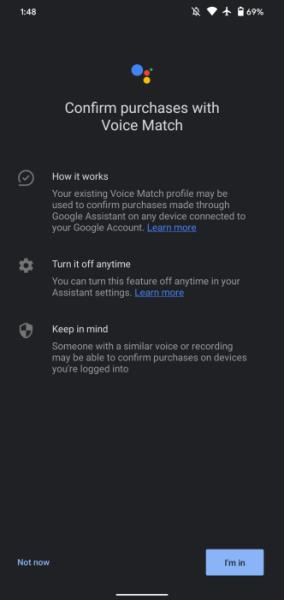 1:48 69%
Confirm purchases with
Voice Match
How it works
Your existing Voice Match profile may be
used to confirm purchases made through
Google Assistant on any device connected to
your Google Account. Learn more
Turn it off anytime
You can turn this feature off anytime in your
Assistant settings. Learn more
Keep in mind
Someone with a similar voice or recording
may be able to confirm purchases on devices
you're logged into
Not now I'm in